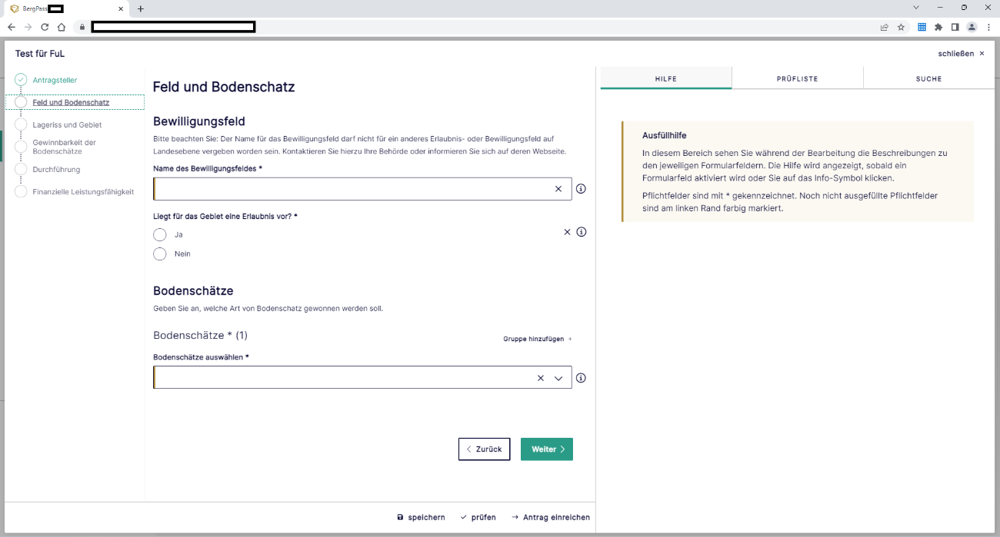 BergPass
Test für FuL
schließen ×
Antragsteller
Feld und Bodenschatz
Lageriss und Gebiet
Gewinnbarkeit der
Bodenschätze
Durchführung
Finanzielle Leistungsfähigkeit
Feld und Bodenschatz
Bewilligungsfeld
Bitte beachten Sie: Der Name für das Bewilligungsfeld darf nicht für ein anderes Erlaubnis- oder Bewilligungsfeld auf
Landesebene vergeben worden sein. Kontaktieren Sie hierzu Ihre Behörde oder informieren Sie sich auf deren Webseite.
Name des Bewilligungsfeldes *
Liegt für das Gebiet eine Erlaubnis vor? *
Ja
Nein
Bodenschätze
Geben Sie an, welche Art von Bodenschatz gewonnen werden soll.
Bodenschätze * (1)
Gruppe hinzufügen +
Bodenschätze auswählen *
Zurück
Weiter
speichern
prüfen
Antrag einreichen
HILFE
PRÜFLISTE
SUCHE
Ausfüllhilfe
In diesem Bereich sehen Sie während der Bearbeitung die Beschreibungen zu
den jeweiligen Formularfeldern. Die Hilfe wird angezeigt, sobald ein
Formularfeld aktiviert wird oder Sie auf das Info-Symbol klicken.
Pflichtfelder sind mit * gekennzeichnet. Noch nicht ausgefüllte Pflichtfelder
sind am linken Rand farbig markiert.